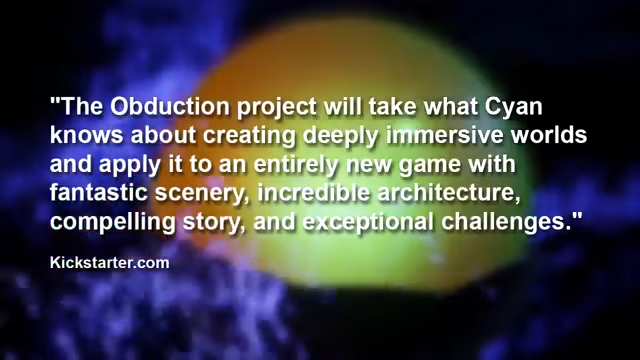 "The Obduction project will take what Cyan
knows about creating deeply immersive worlds
and apply it to an entirely new game with
fantastic scenery, incredible architecture,
compelling story, and exceptional challenges."
Kickstarter.com